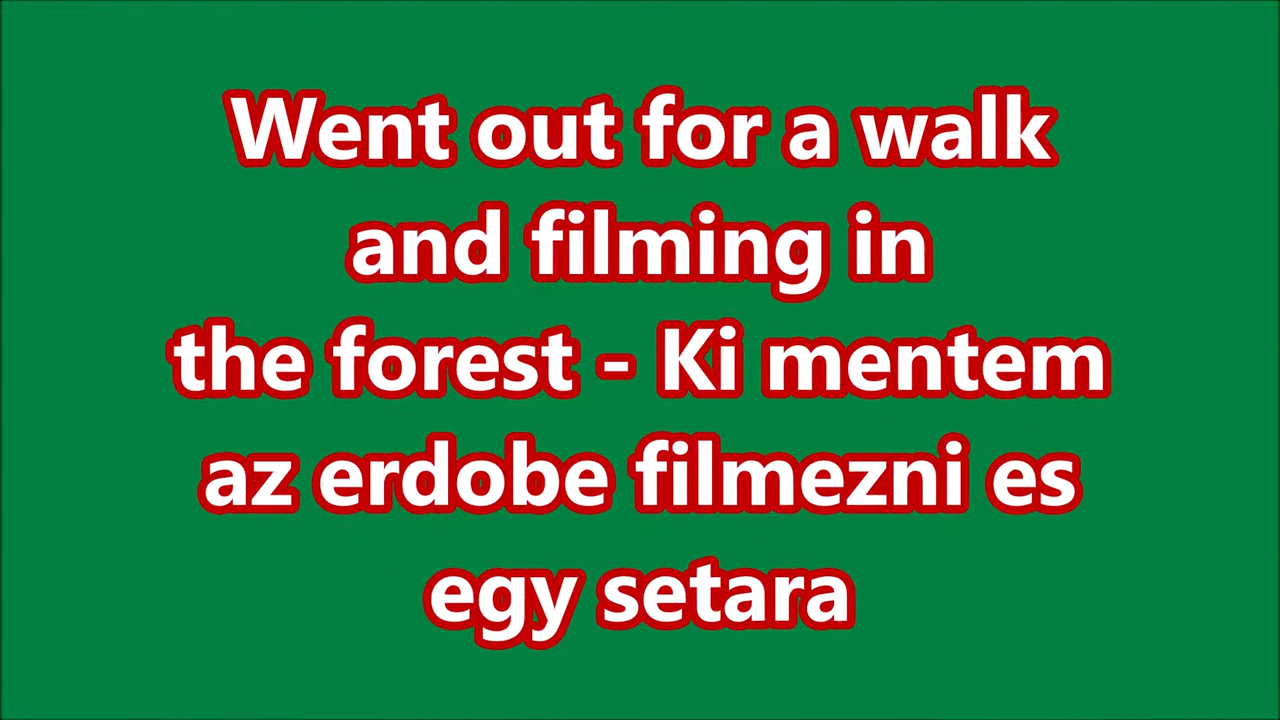 Went out for a walk
and filming in
the forest - Ki mentem
az erdobe filmezni es
egy setara